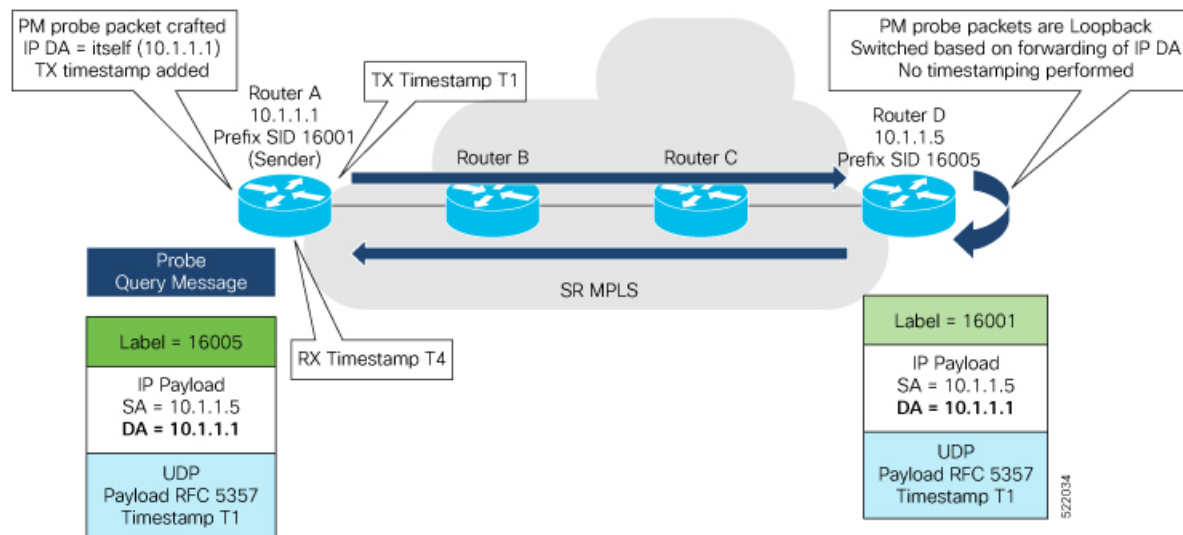 PM probe packet crafted
IP DA = itself (10.1.1.1)
TX timestamp added
TX Timestamp T1
PM probe packets are Loopback
Switched based on forwarding of IP DA
No timestamping performed
Router A
10.1.1.1
Prefix SID 16001
(Sender)
Router B
Router C
Router D
10.1.1.5
Prefix SID 16005
Probe
Query Message
SR MPLS
RX Timestamp T4
Label = 16005
IP Payload
SA = 10.1.1.5
DA = 10.1.1.1
UDP
Payload RFC 5357
Timestamp T1
Label = 16001
IP Payload
SA = 10.1.1.5
DA = 10.1.1.1
UDP
Payload RFC 5357
Timestamp T1
522034